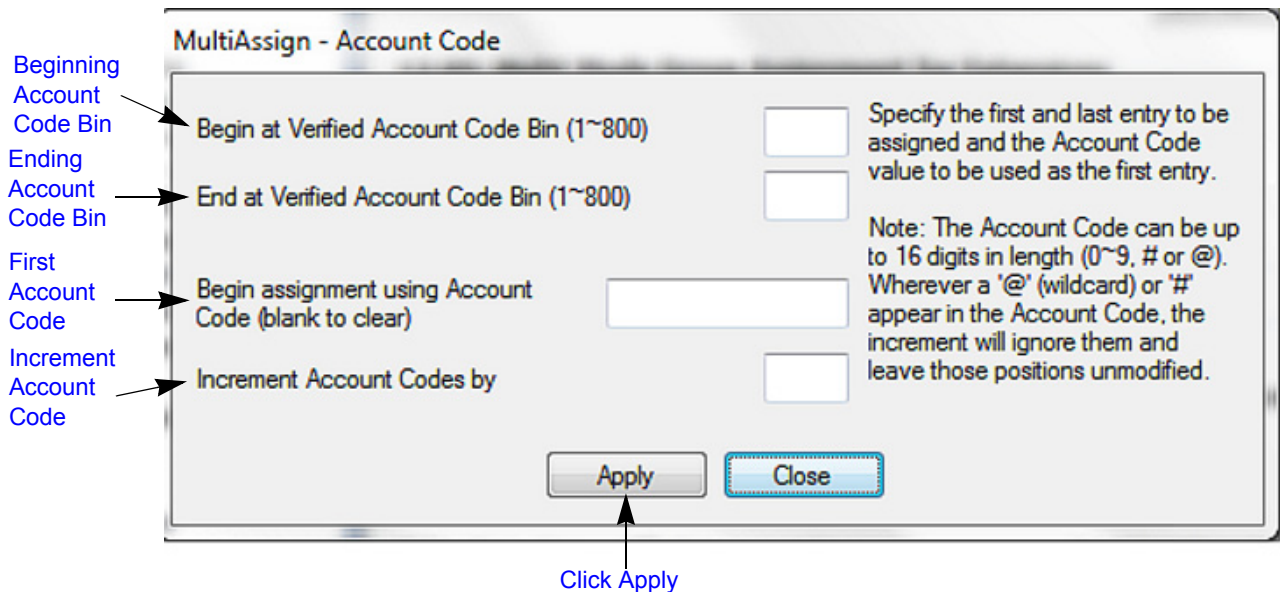 MultiAssign - Account Code
Beginning
Account
Code Bin
Begin at Verified Account Code Bin (1~800)
Ending
Account
Code Bin
End at Verified Account Code Bin (1~800)
First
Account
Code
Begin assignment using Account
Code (blank to clear)
Increment
Account
Code
Increment Account Codes by
Specify the first and last entry to be
assigned and the Account Code
value to be used as the first entry.
Note: The Account Code can be up
to 16 digits in length (0~9, # or @).
Wherever a '@' (wildcard) or '#'
appear in the Account Code, the
increment will ignore them and
leave those positions unmodified.
Apply
Close
Click Apply